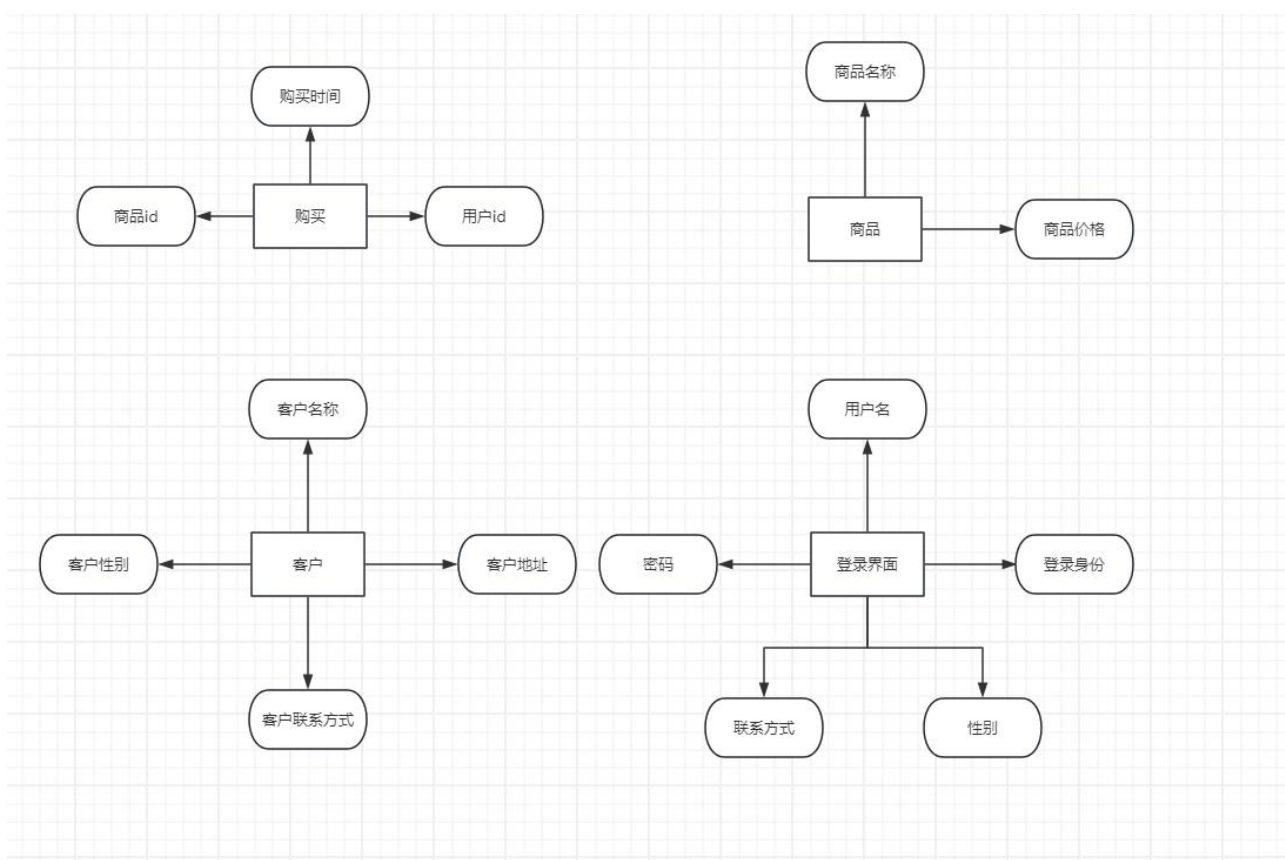 商品名称
购买时间
商品id
购买
用户id
商品
商品价格
客户名称
用户名
客户性别
客户
客户地址
密码
登录界面
登录身份
客户联系方式
联系方式
性别